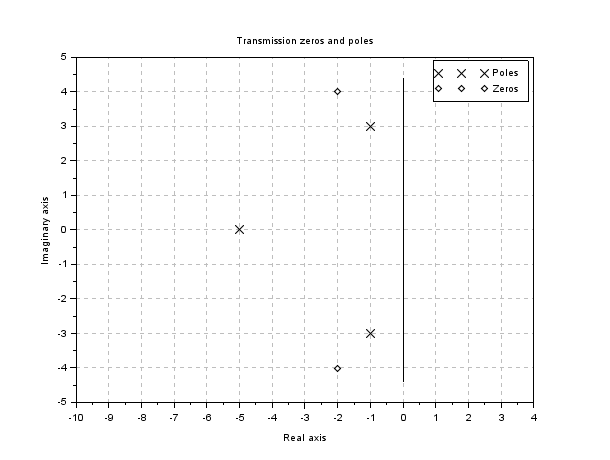 Transmission zeros and poles
5
4
3
2
1
0
-1
-2
-3
-4
-5
Imaginary axis
Poles
Zeros
-10 -9 -8 -7 -6 -5 -4 -3 -2 -1 0 1 2 3 4
Real axis